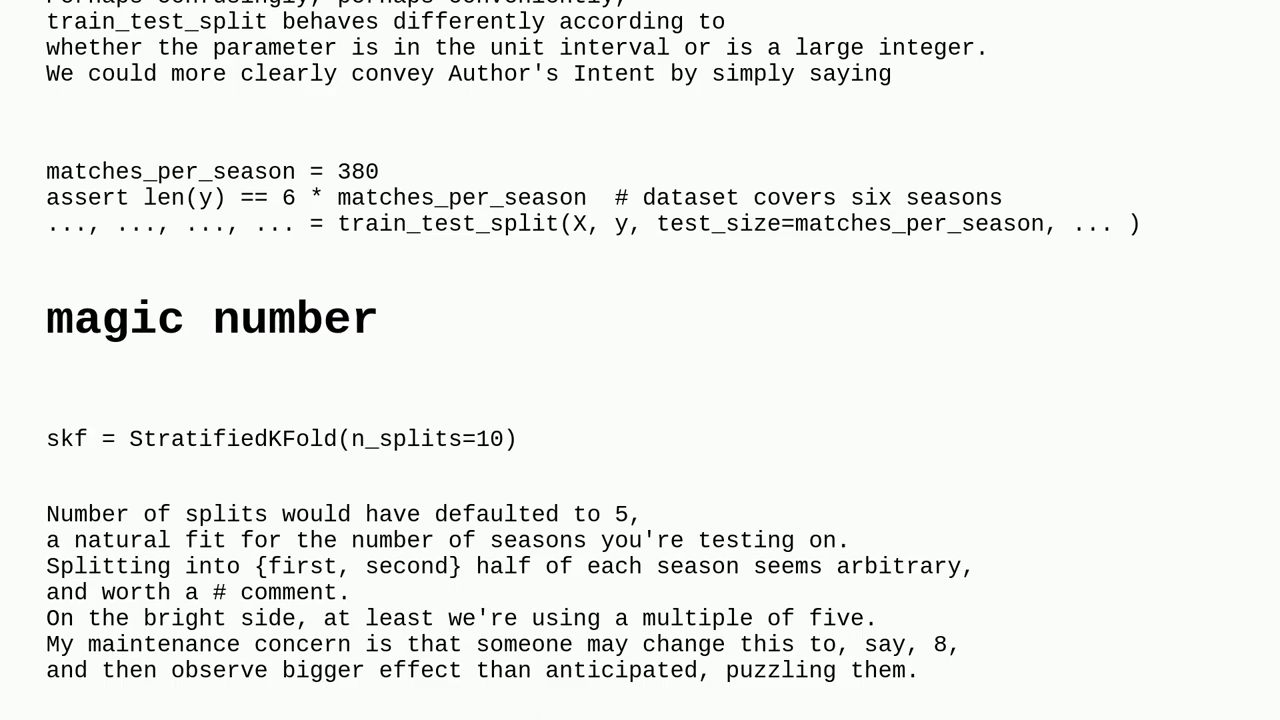 train_test_split behaves differently according to
whether the parameter is in the unit interval or is a large integer.
We could more clearly convey Author's Intent by simply saying
matches_per_season = 380
assert len(y) == 6 * matches_per_season  # dataset covers six seasons
..., ..., ..., ... = train_test_split(X, y, test_size=matches_per_season, ... )
magic number
skf = StratifiedKFold(n_splits=10)
Number of splits would have defaulted to 5,
a natural fit for the number of seasons you're testing on.
Splitting into {first, second} half of each season seems arbitrary,
and worth a # comment.
On the bright side, at least we're using a multiple of five.
My maintenance concern is that someone may change this to, say, 8,
and then observe bigger effect than anticipated, puzzling them.